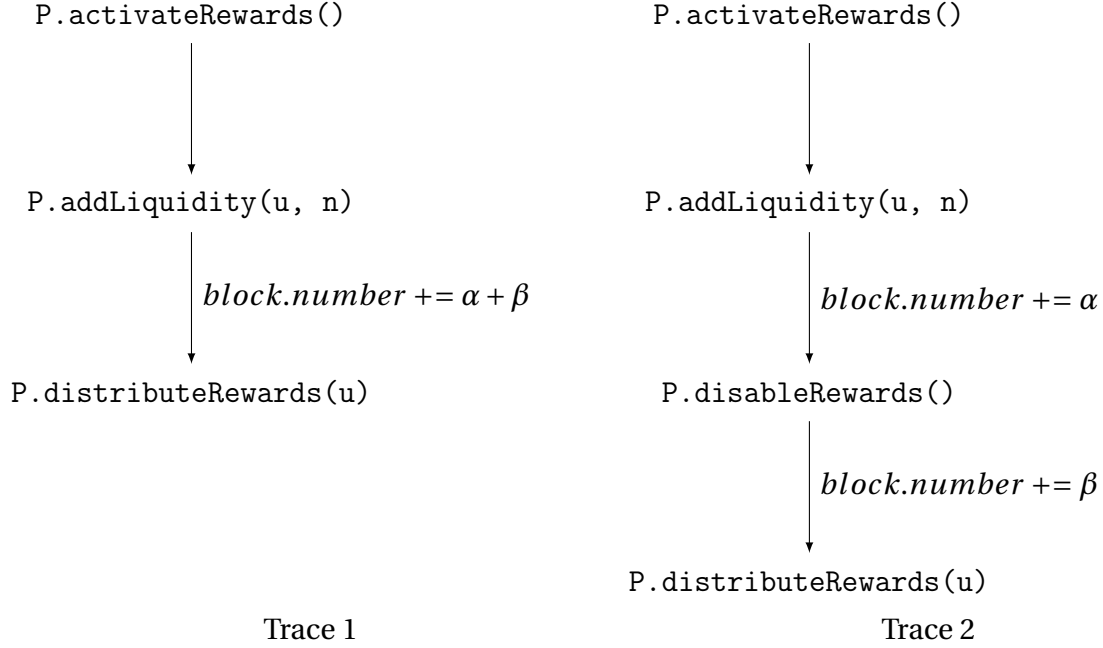 P.activateRewards()
P.addLiquidity(u, n)
block.number += α + β
P.distributeRewards(u)
Trace 1
P.activateRewards()
P.addLiquidity(u, n)
block.number += α
P.disableRewards()
block.number += β
P.distributeRewards(u)
Trace 2